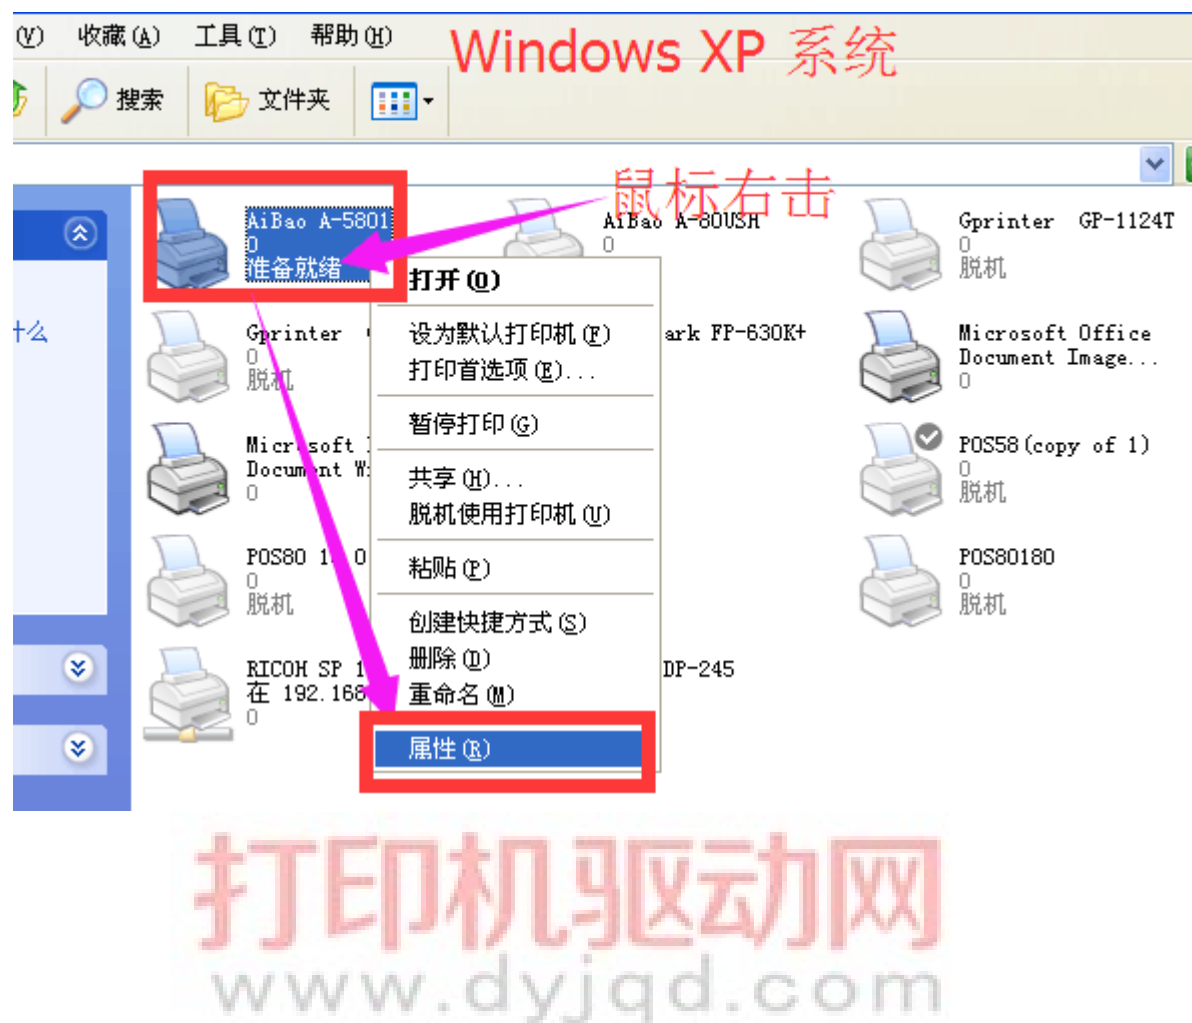 (V) 收藏(A) 工具(T) 帮助(H)
Windows XP 系统
搜索 文件夹
鼠标右击
AiBao A-5801
0
准备就绪
AiBao A-80USH
0
Gprinter GP-1124T
0
脱机
什么
打开(O)
设为默认打印机(F)
打印首选项(E)...
暂停打印(G)
共享(H)...
脱机使用打印机(U)
粘贴(P)
创建快捷方式(S)
删除(D)
重命名(M)
属性(R)
Gprinter
0
脱机
ark FP-630K+
Microsoft Office
Document Image...
0
Microsoft
Document W
0
POS58(copy of 1)
0
脱机
POS80 1 0
0
脱机
POS80180
0
脱机
RICOH SP 1
在 192.168
0
DP-245
打印机驱动网
www.dyjqd.com